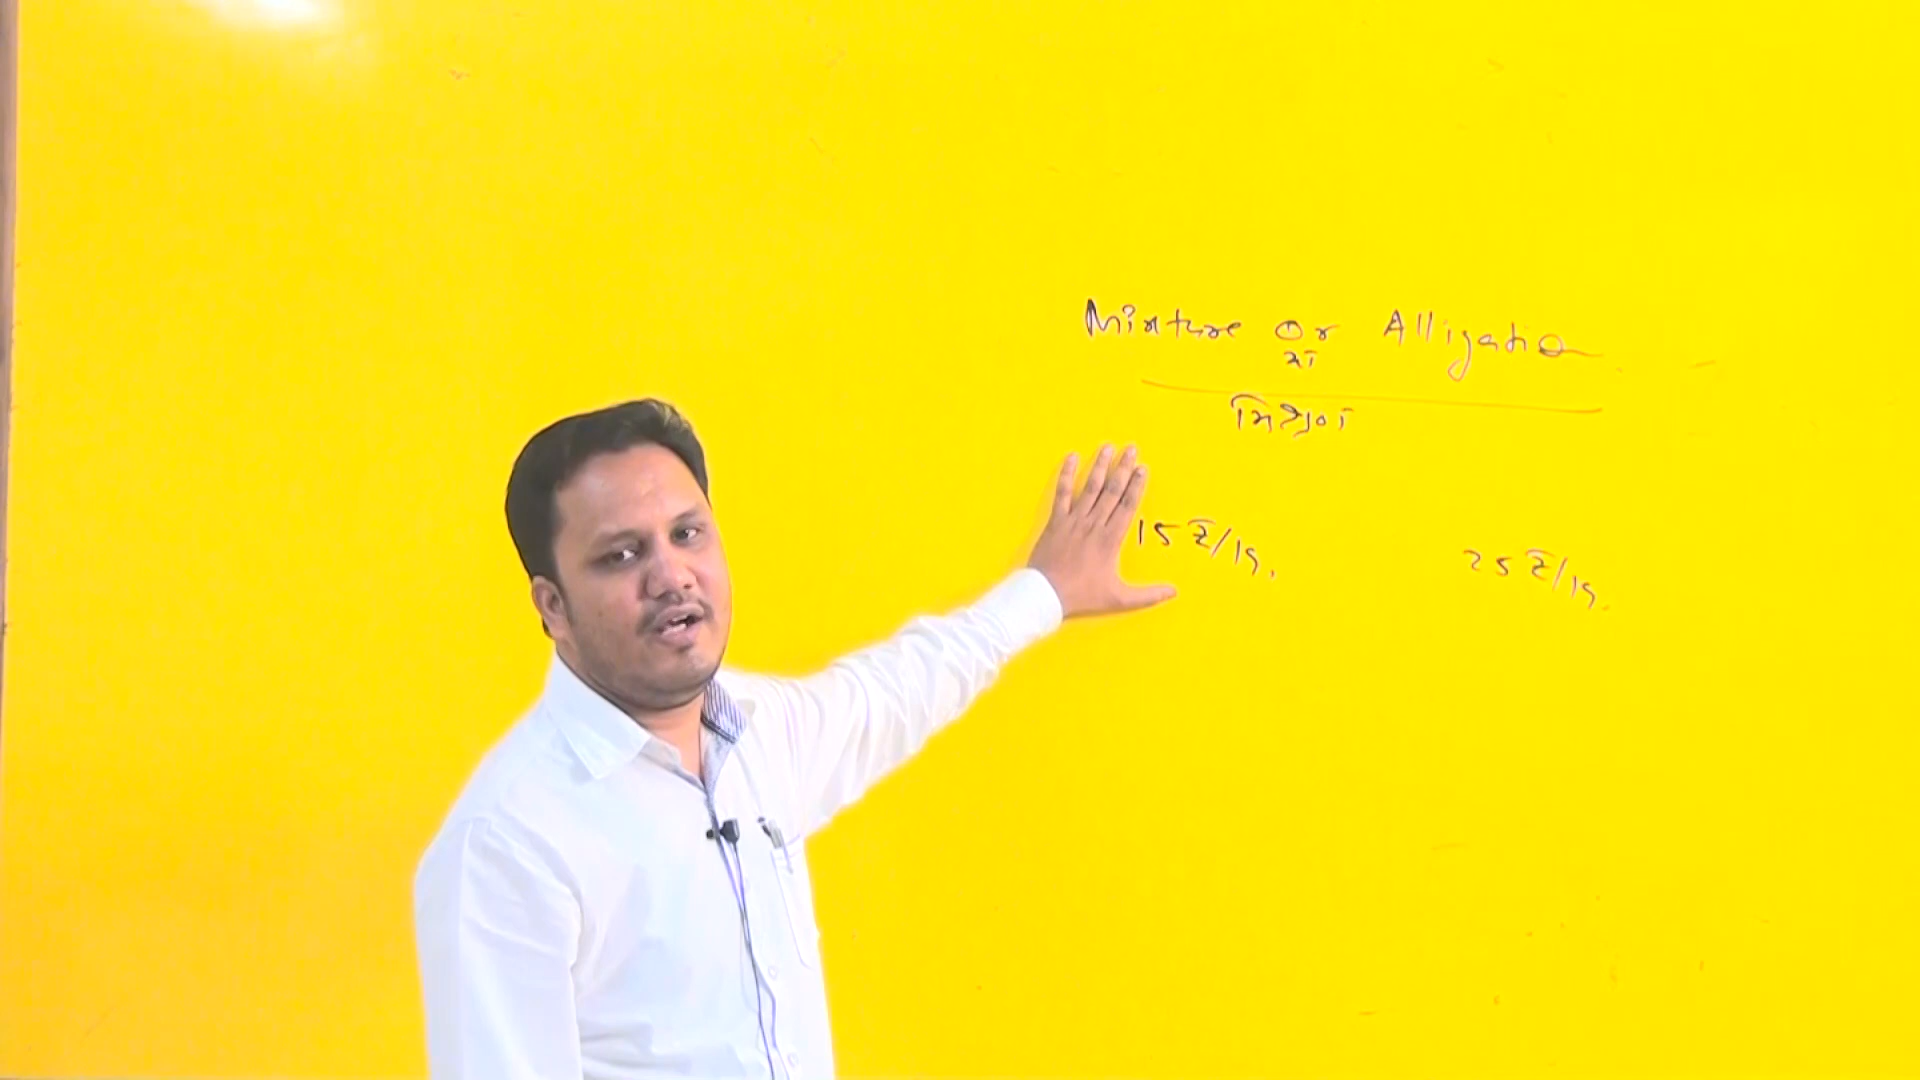 Mixture Or Alligation
या
मिश्रण
15 ₹/kg. 25 ₹/kg.